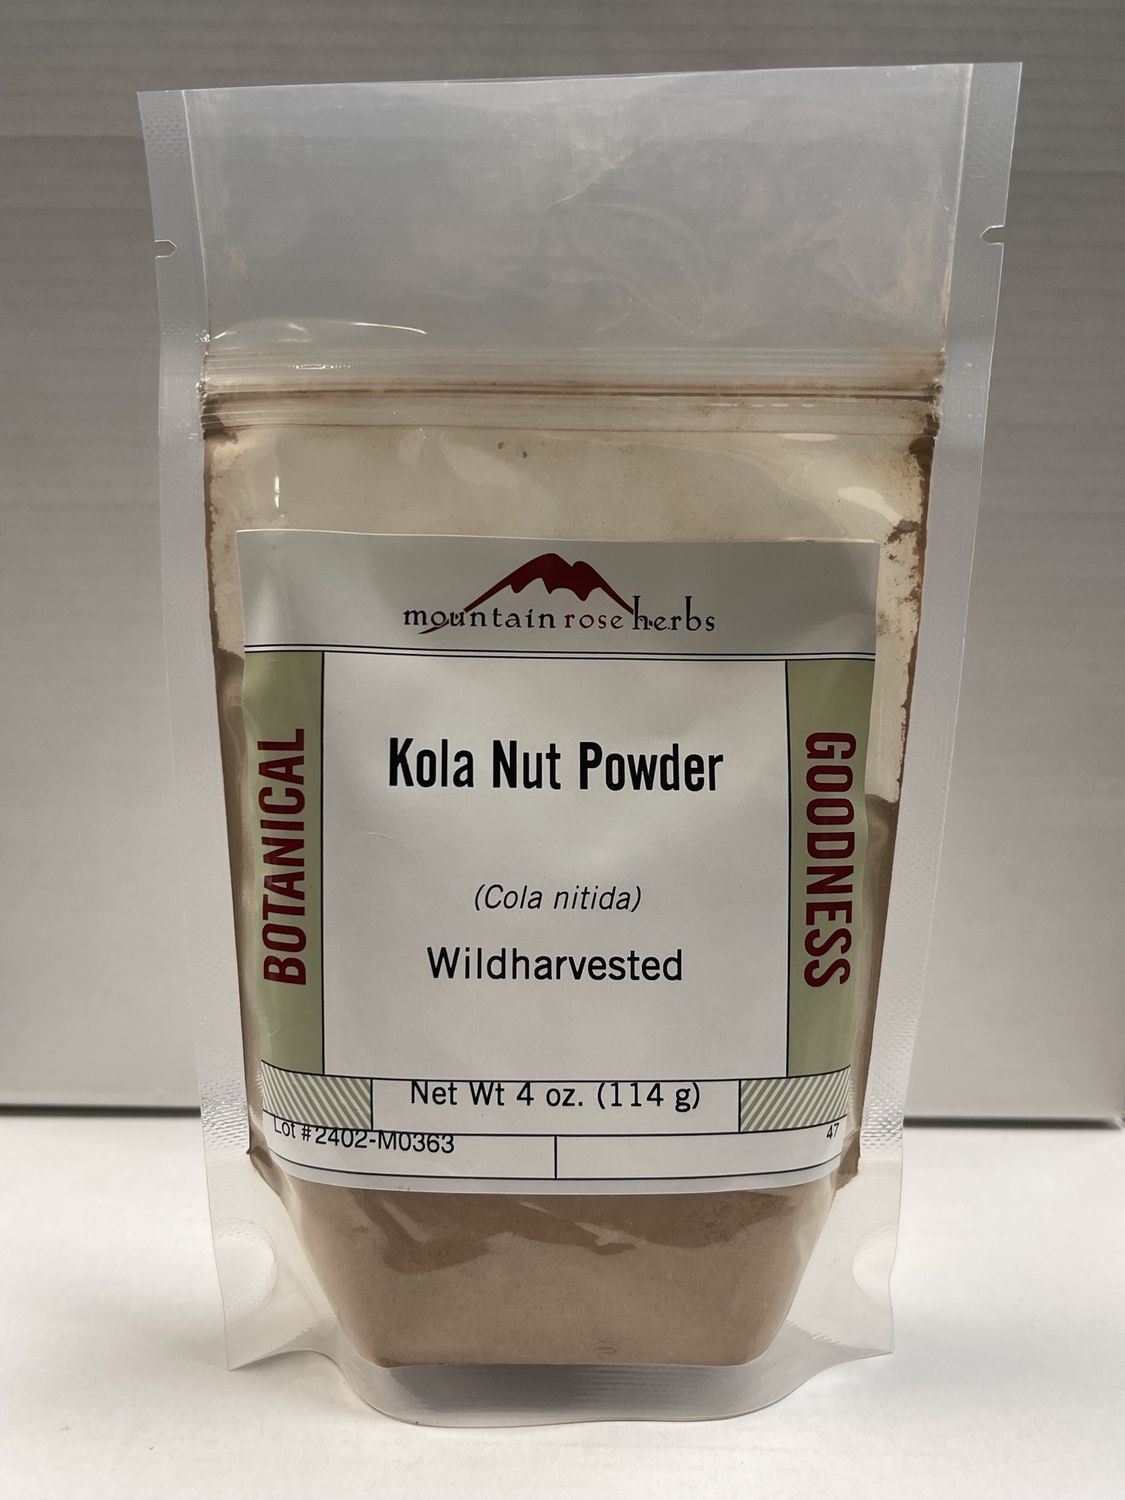 mountain rose herbs
BOTANICAL
Kola Nut Powder
(Cola nitida)
Wildharvested
GOODNESS
Net Wt 4 oz. (114 g)
Lot #2402-M0363
47